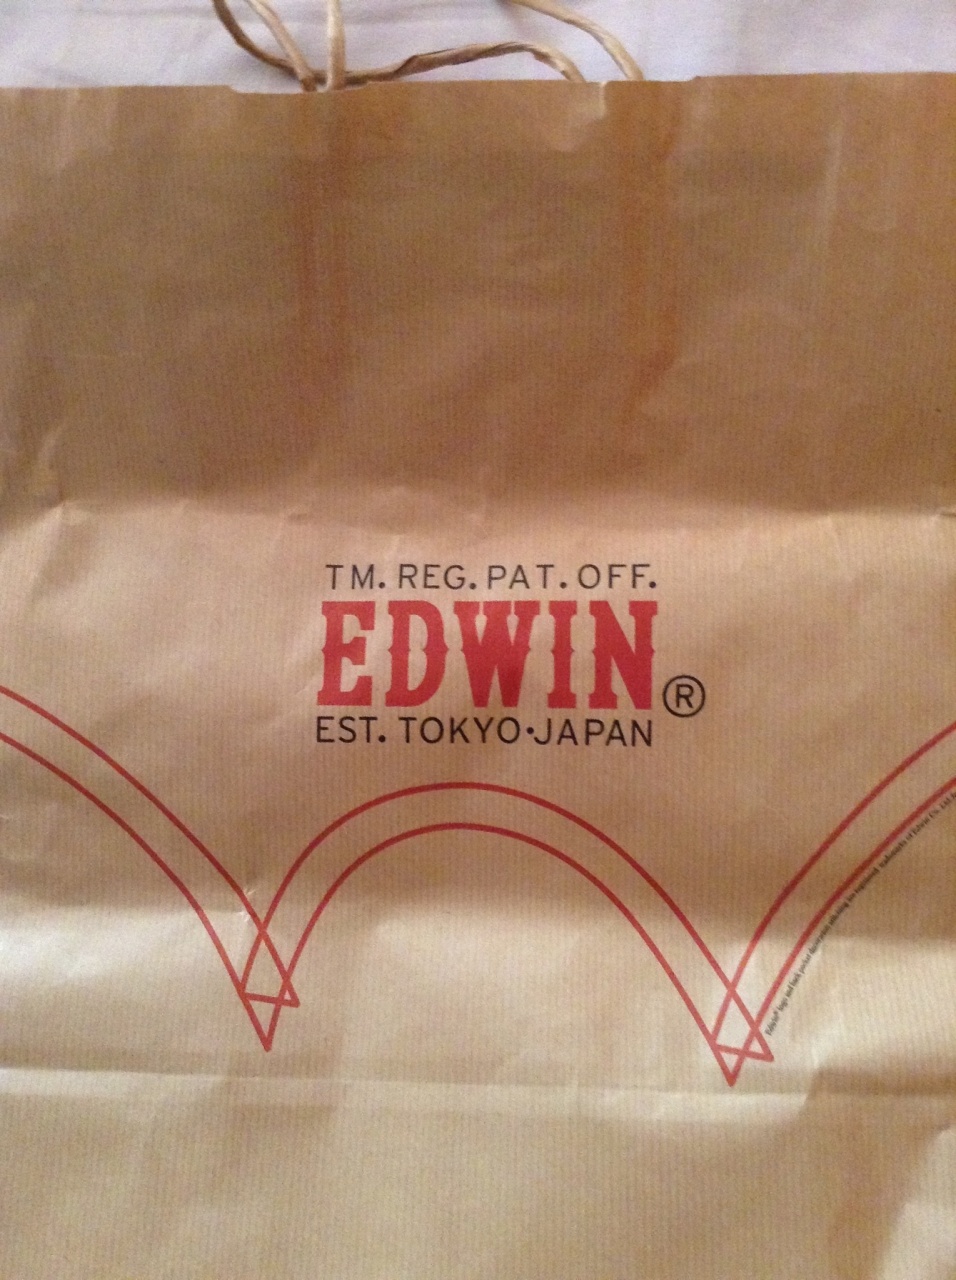 TM. REG. PAT. OFF.
EDWIN®
EST. TOKYO·JAPAN